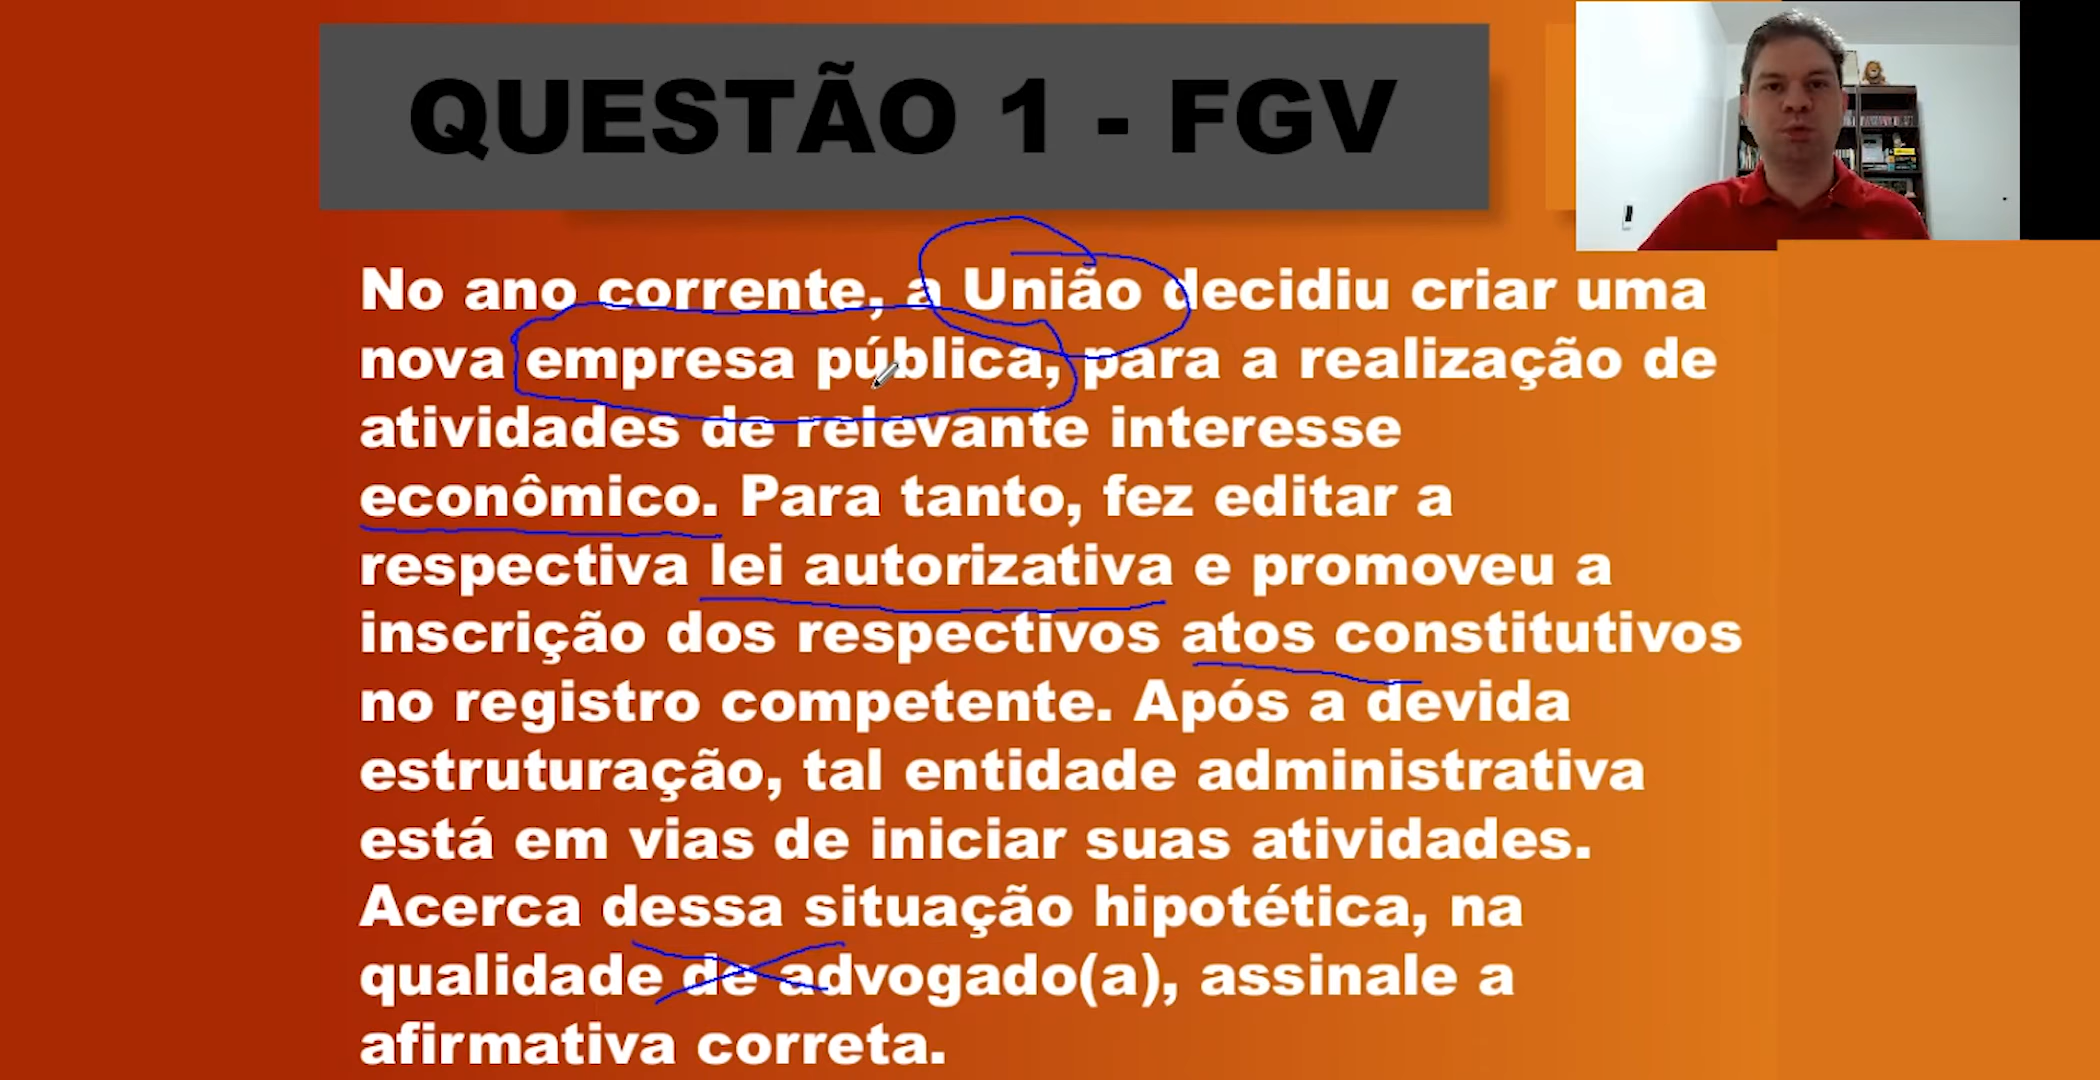 QUESTÃO 1 - FGV
No ano corrente, a União decidiu criar uma
nova empresa pública, para a realização de
atividades de relevante interesse
econômico. Para tanto, fez editar a
respectiva lei autorizativa e promoveu a
inscrição dos respectivos atos constitutivos
no registro competente. Após a devida
estruturação, tal entidade administrativa
está em vias de iniciar suas atividades.
Acerca dessa situação hipotética, na
qualidade de advogado(a), assinale a
afirmativa correta.